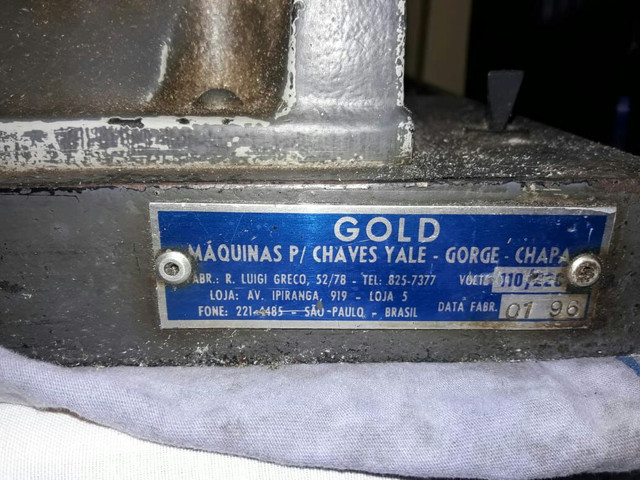 GOLD
MÁQUINAS P/ CHAVES YALE - GORGE - CHAPA
ABR.: R. LUIGI GRECO, 52/78 - TEL: 825-7377 VOLTS 110/220
LOJA: AV. IPIRANGA, 919 - LOJA 5
DATA FABR. 01 96
FONE: 221-4485 - SÃO-PAULO - BRASIL